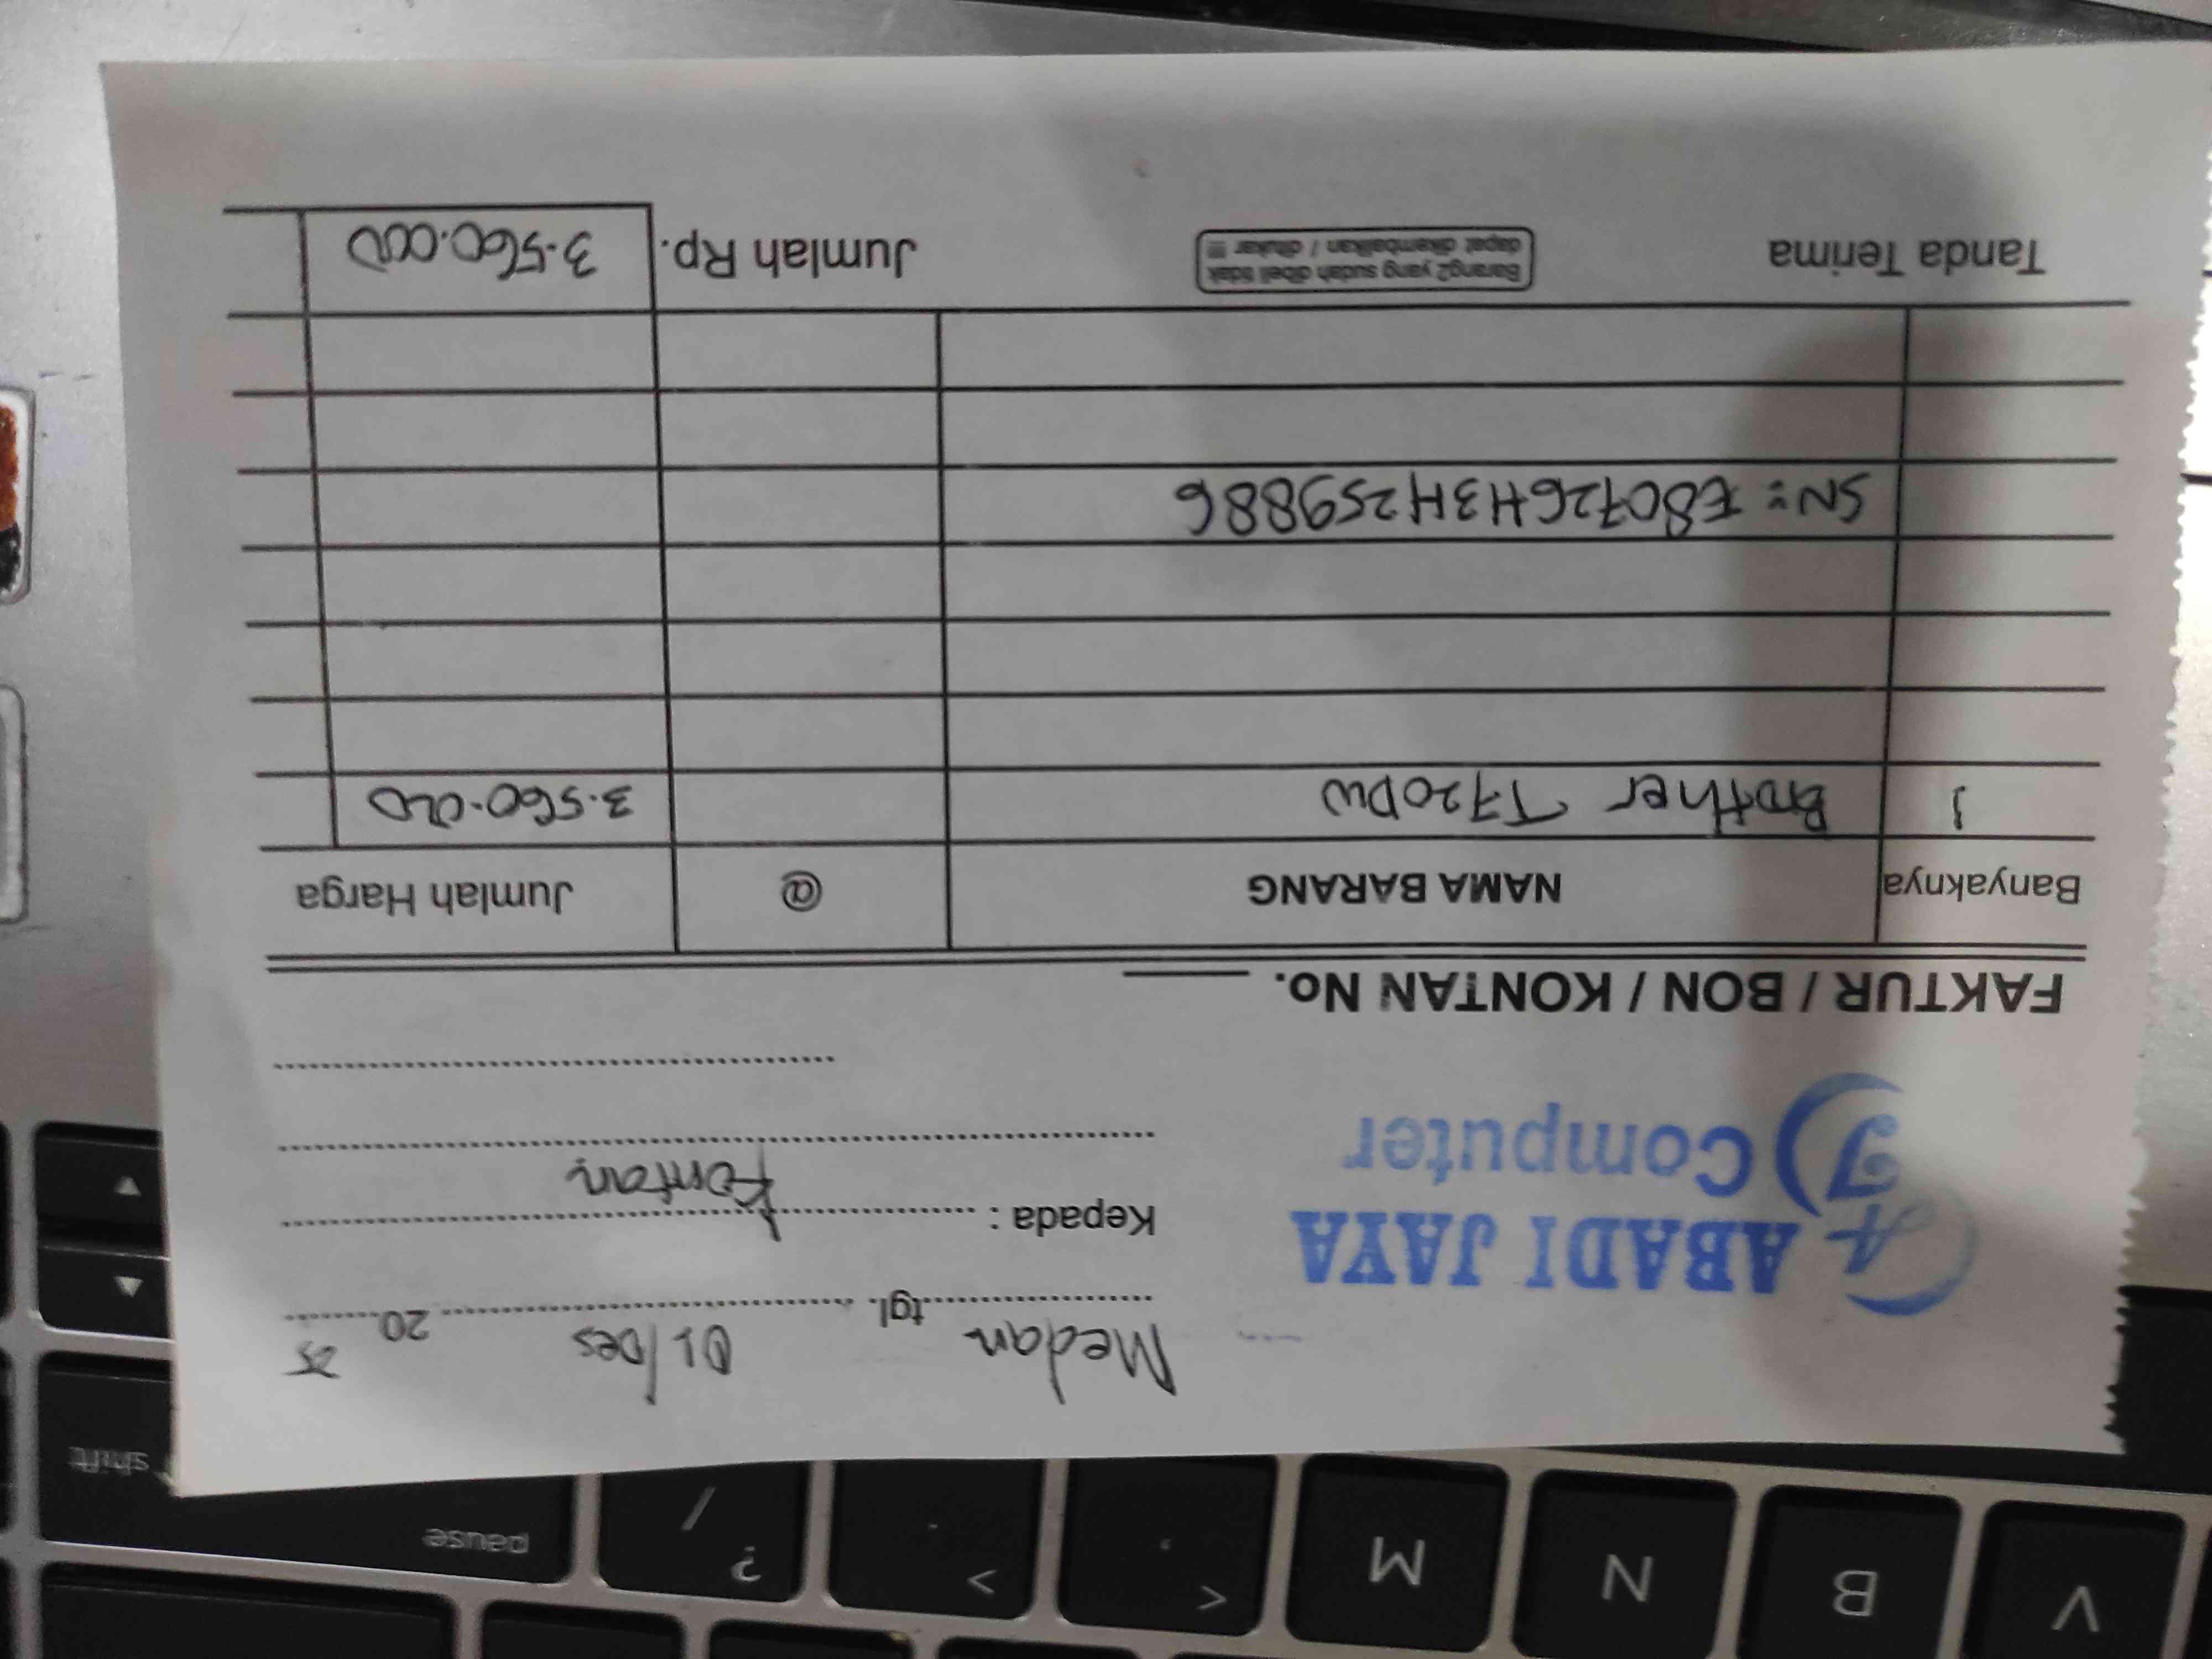 Medan tgl. 01/Des 20 25
ABADI JAYA
AJ Computer
Kepada : Kontan
FAKTUR / BON / KONTAN No.
Banyaknya NAMA BARANG @ Jumlah Harga
1 Brother T720DW 3.560.000
SN: E80726H3H259886
Tanda Terima
Barang2 yang sudah dibeli tidak
dapat dikembalikan / ditukar !!!
Jumlah Rp. 3.560.000
shift
pause
? /
>
.
<
,
M
N
B
V